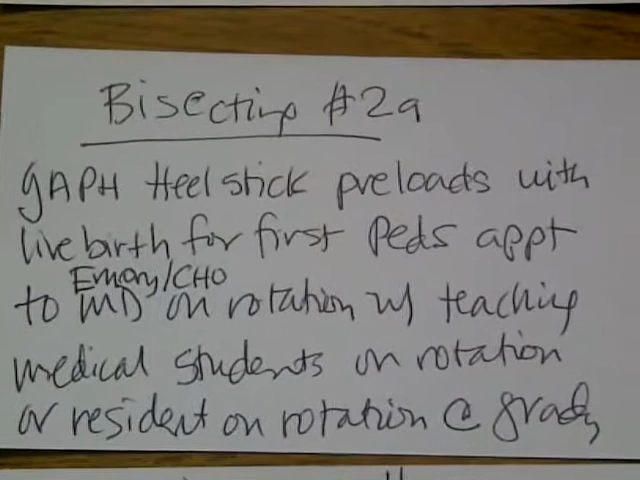 Bisecting #2a
GAPH Heel stick preloads with
live birth for first Peds appt
Emory/CHO
to MD on rotation w/ teaching
medical students on rotation
or resident on rotation @ grady